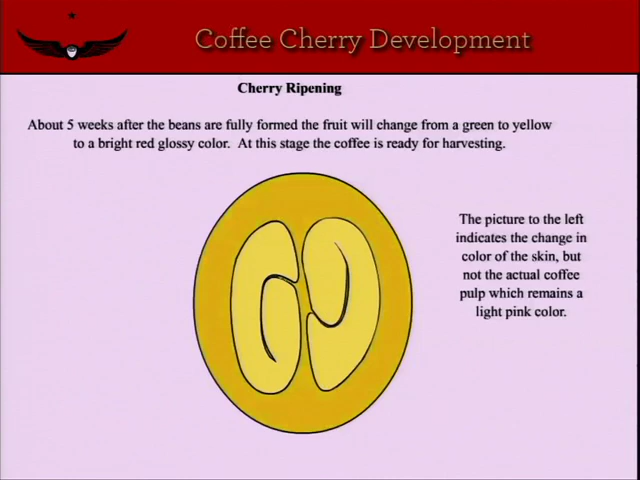 Coffee Cherry Development
Cherry Ripening
About 5 weeks after the beans are fully formed the fruit will change from a green to yellow
to a bright red glossy color. At this stage the coffee is ready for harvesting.
The picture to the left
indicates the change in
color of the skin, but
not the actual coffee
pulp which remains a
light pink color.